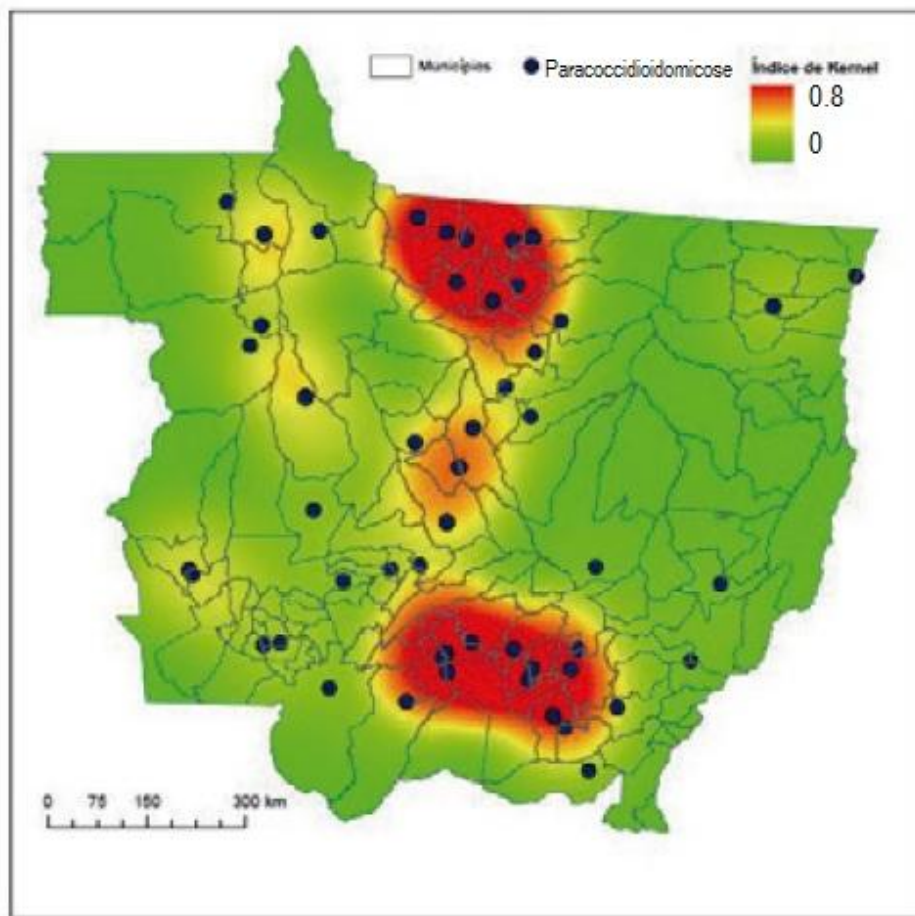 Municípios
Paracoccidioidomicose
Índice de Kernel
0.8
0
0 75 150 300 km